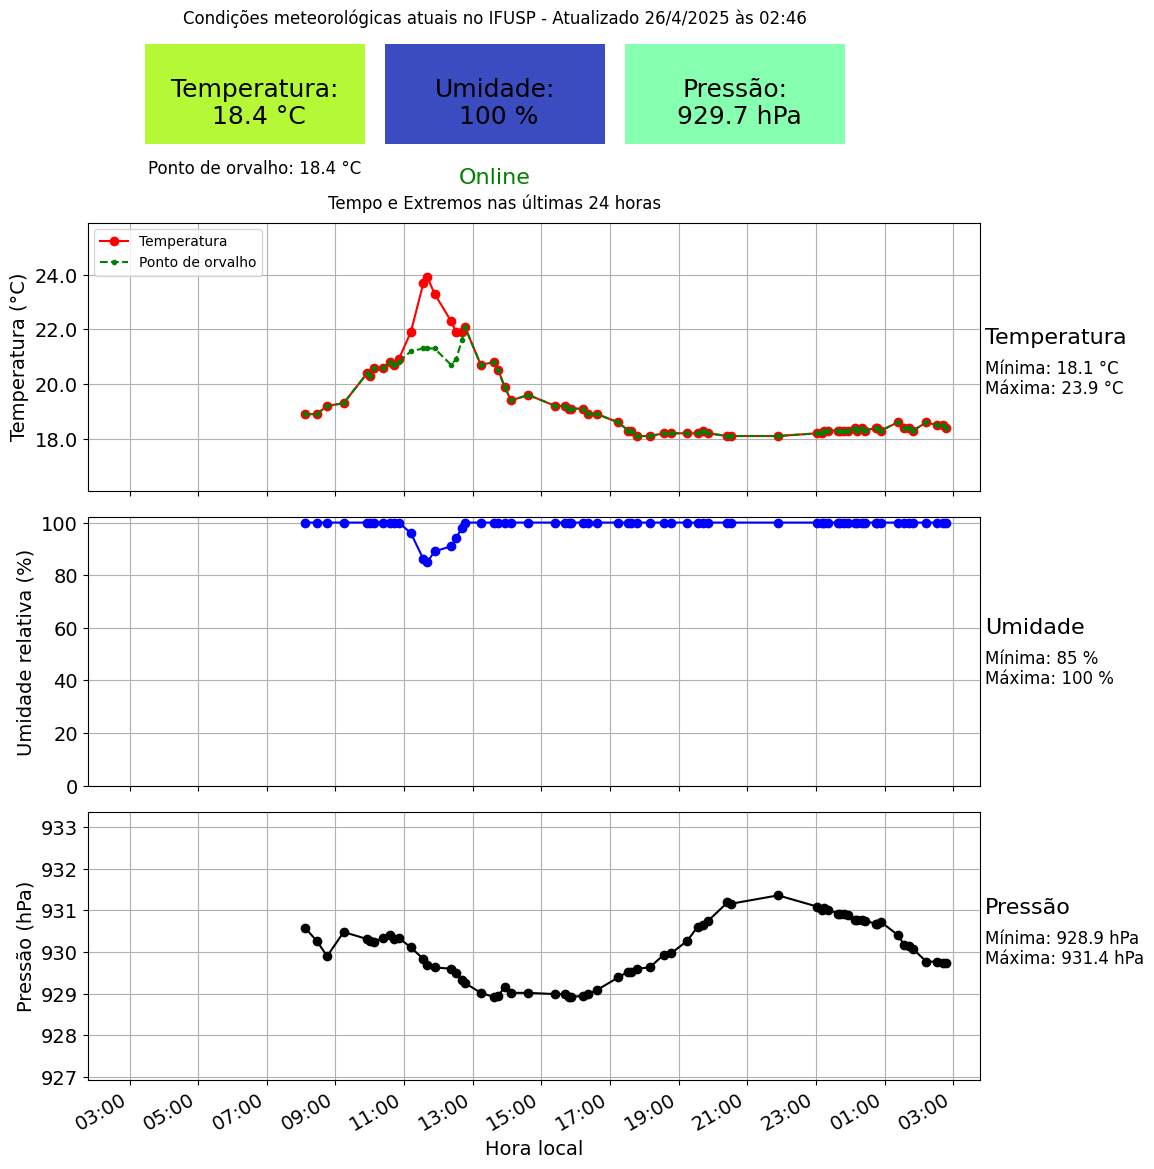 Condições meteorológicas atuais no IFUSP - Atualizado 26/4/2025 às 02:46
Temperatura:
18.4 °C
Umidade:
100 %
Pressão:
929.7 hPa
Ponto de orvalho: 18.4 °C
Online
Tempo e Extremos nas últimas 24 horas
Temperatura
Ponto de orvalho
Temperatura (°C)
24.0
22.0
20.0
18.0
Temperatura
Mínima: 18.1 °C
Máxima: 23.9 °C
Umidade relativa (%)
100
80
60
40
20
0
Umidade
Mínima: 85 %
Máxima: 100 %
Pressão (hPa)
933
932
931
930
929
928
927
Pressão
Mínima: 928.9 hPa
Máxima: 931.4 hPa
03:00 05:00 07:00 09:00 11:00 13:00 15:00 17:00 19:00 21:00 23:00 01:00 03:00
Hora local